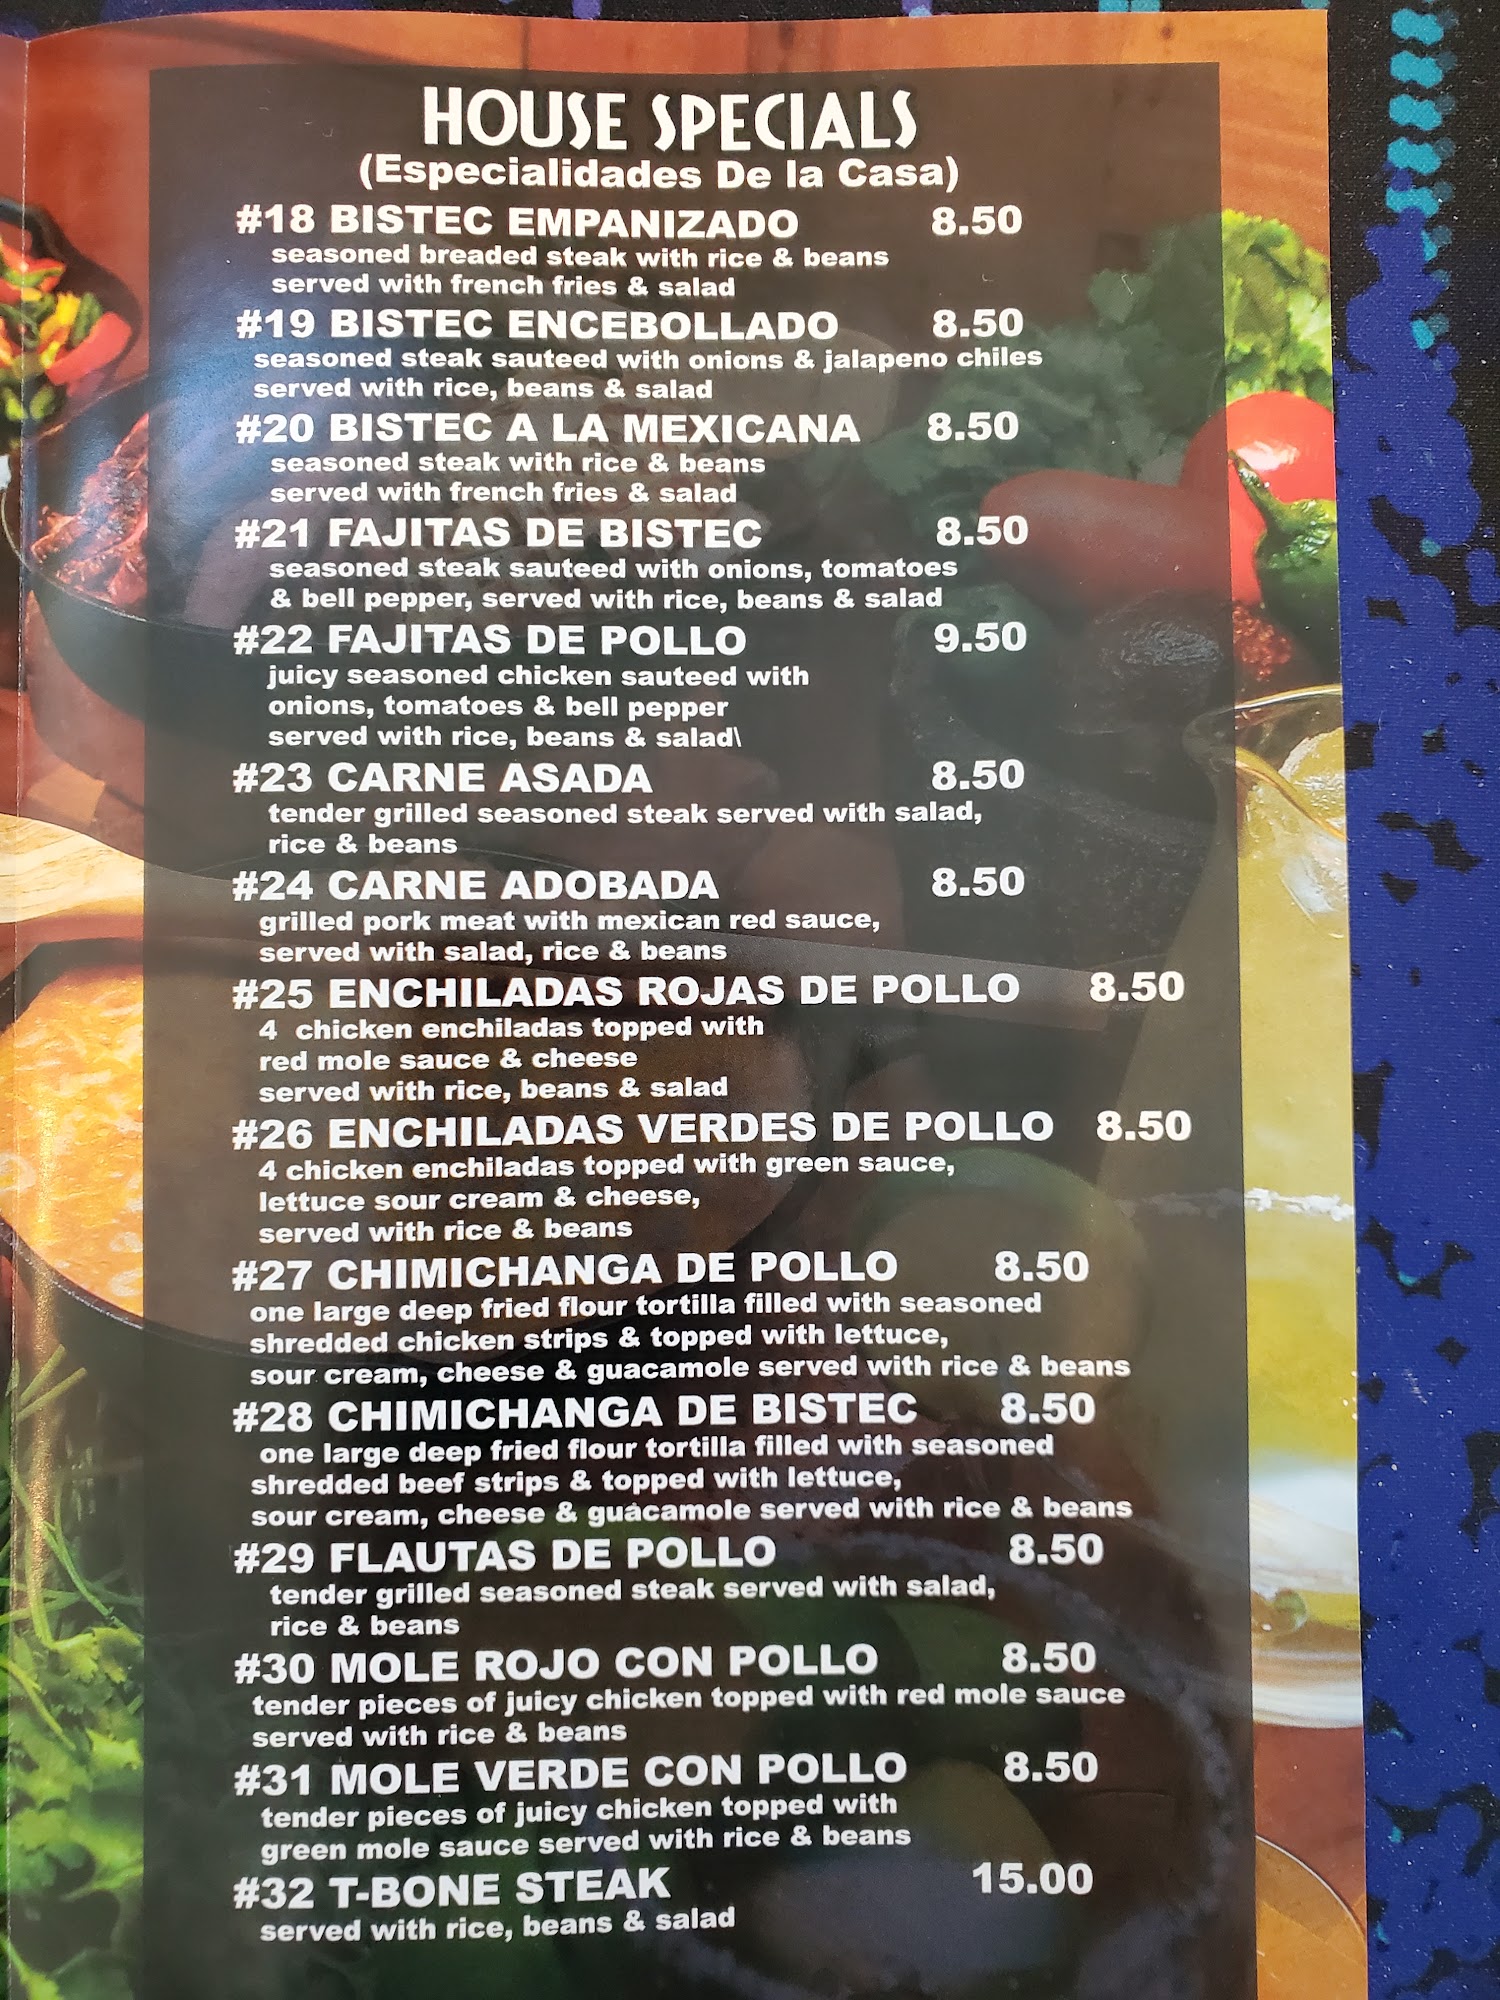 HOUSE SPECIALS
(Especialidades De la Casa)
#18 BISTEC EMPANIZADO 8.50
seasoned breaded steak with rice & beans
served with french fries & salad
#19 BISTEC ENCEBOLLADO 8.50
seasoned steak sauteed with onions & jalapeno chiles
served with rice, beans & salad
#20 BISTEC A LA MEXICANA 8.50
seasoned steak with rice & beans
served with french fries & salad
#21 FAJITAS DE BISTEC 8.50
seasoned steak sauteed with onions, tomatoes
& bell pepper, served with rice, beans & salad
#22 FAJITAS DE POLLO 9.50
juicy seasoned chicken sauteed with
onions, tomatoes & bell pepper
served with rice, beans & salad\
#23 CARNE ASADA 8.50
tender grilled seasoned steak served with salad,
rice & beans
#24 CARNE ADOBADA 8.50
grilled pork meat with mexican red sauce,
served with salad, rice & beans
#25 ENCHILADAS ROJAS DE POLLO 8.50
4 chicken enchiladas topped with
red mole sauce & cheese
served with rice, beans & salad
#26 ENCHILADAS VERDES DE POLLO 8.50
4 chicken enchiladas topped with green sauce,
lettuce sour cream & cheese,
served with rice & beans
#27 CHIMICHANGA DE POLLO 8.50
one large deep fried flour tortilla filled with seasoned
shredded chicken strips & topped with lettuce,
sour cream, cheese & guacamole served with rice & beans
#28 CHIMICHANGA DE BISTEC 8.50
one large deep fried flour tortilla filled with seasoned
shredded beef strips & topped with lettuce,
sour cream, cheese & guacamole served with rice & beans
#29 FLAUTAS DE POLLO 8.50
tender grilled seasoned steak served with salad,
rice & beans
#30 MOLE ROJO CON POLLO 8.50
tender pieces of juicy chicken topped with red mole sauce
served with rice & beans
#31 MOLE VERDE CON POLLO 8.50
tender pieces of juicy chicken topped with
green mole sauce served with rice & beans
#32 T-BONE STEAK 15.00
served with rice, beans & salad